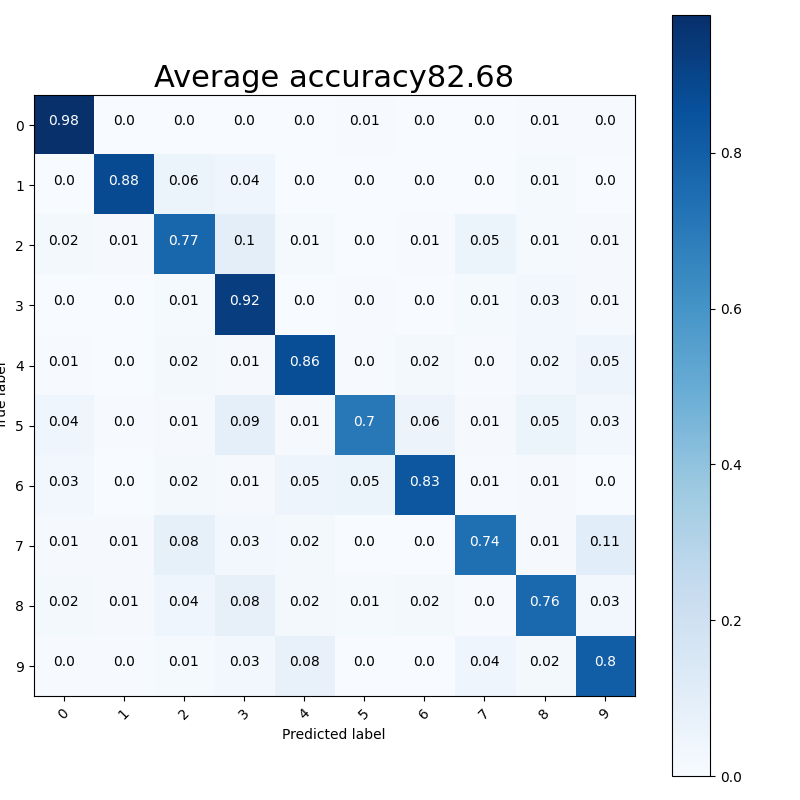 Average accuracy82.68
0 0.98 0.0 0.0 0.0 0.0 0.01 0.0 0.0 0.01 0.0
1 0.0 0.88 0.06 0.04 0.0 0.0 0.0 0.0 0.01 0.0
2 0.02 0.01 0.77 0.1 0.01 0.0 0.01 0.05 0.01 0.01
3 0.0 0.0 0.01 0.92 0.0 0.0 0.0 0.01 0.03 0.01
4 0.01 0.0 0.02 0.01 0.86 0.0 0.02 0.0 0.02 0.05
5 0.04 0.0 0.01 0.09 0.01 0.7 0.06 0.01 0.05 0.03
6 0.03 0.0 0.02 0.01 0.05 0.05 0.83 0.01 0.01 0.0
7 0.01 0.01 0.08 0.03 0.02 0.0 0.0 0.74 0.01 0.11
8 0.02 0.01 0.04 0.08 0.02 0.01 0.02 0.0 0.76 0.03
9 0.0 0.0 0.01 0.03 0.08 0.0 0.0 0.04 0.02 0.8
0 1 2 3 4 5 6 7 8 9
Predicted label
True label
0.8
0.6
0.4
0.2
0.0